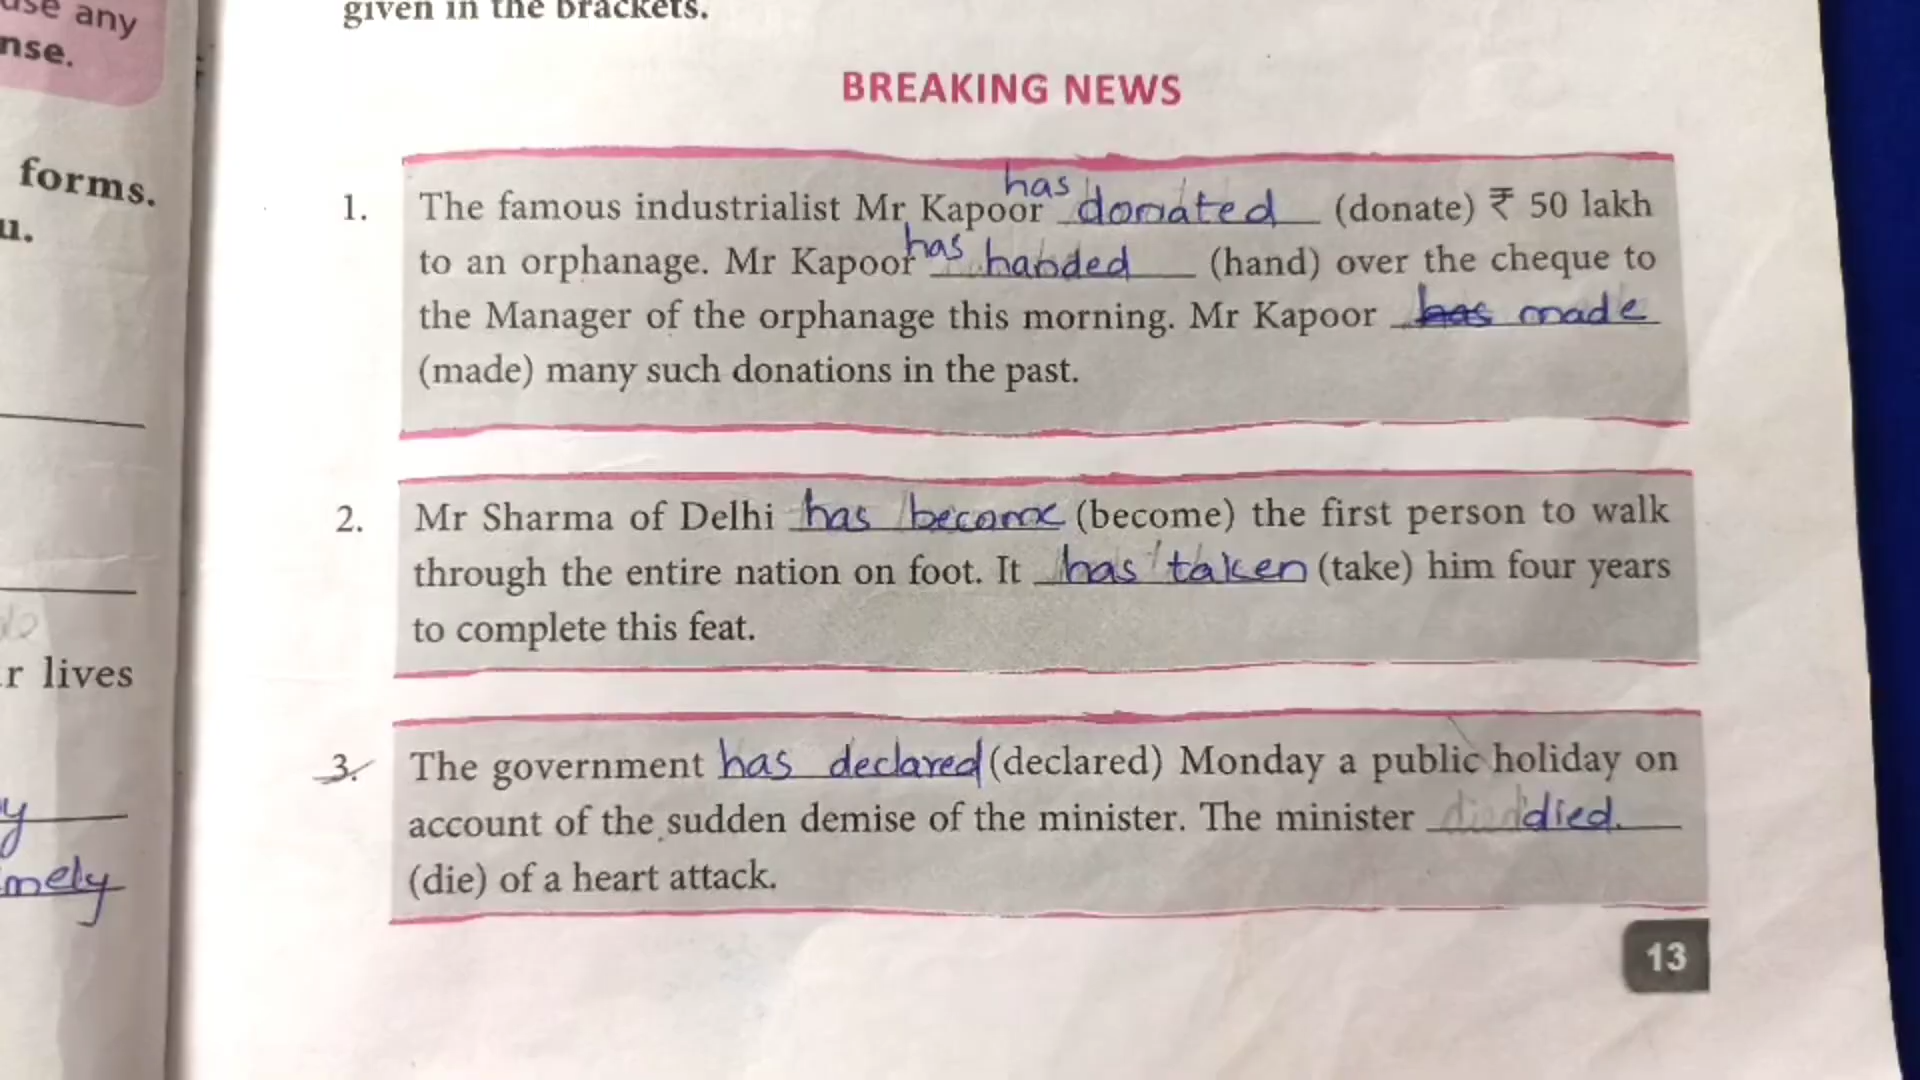 use any
nse.
forms.
u.
r lives
y
mely
given in the brackets.
BREAKING NEWS
1. The famous industrialist Mr Kapoor has donated (donate) ₹ 50 lakh
to an orphanage. Mr Kapoor has handed (hand) over the cheque to
the Manager of the orphanage this morning. Mr Kapoor has made
(made) many such donations in the past.
2. Mr Sharma of Delhi has become (become) the first person to walk
through the entire nation on foot. It has taken (take) him four years
to complete this feat.
3. The government has declared (declared) Monday a public holiday on
account of the sudden demise of the minister. The minister died.
(die) of a heart attack.
13